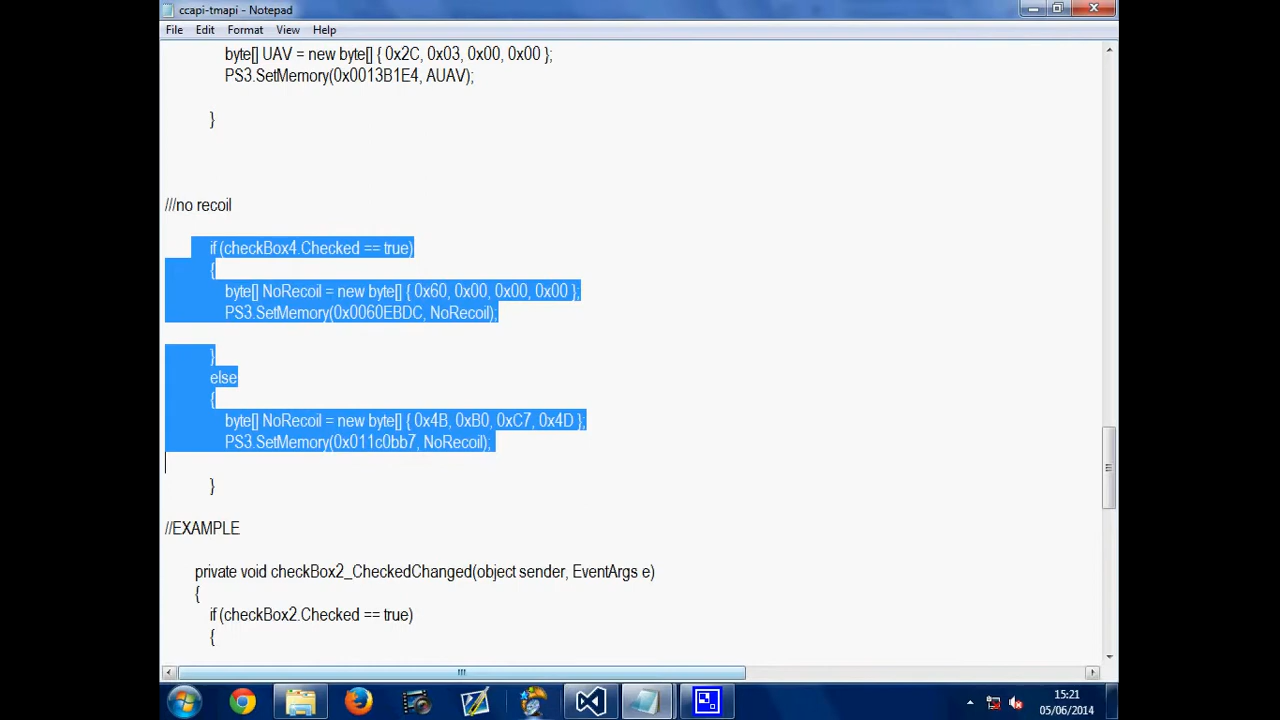 ccapi-tmapi - Notepad
File Edit Format View Help
byte[] UAV = new byte[] { 0x2C, 0x03, 0x00, 0x00 };
PS3.SetMemory(0x0013B1E4, AUAV);
}
///no recoil
if (checkBox4.Checked == true)
{
byte[] NoRecoil = new byte[] { 0x60, 0x00, 0x00, 0x00 };
PS3.SetMemory(0x0060EBDC, NoRecoil);
}
else
{
byte[] NoRecoil = new byte[] { 0x4B, 0xB0, 0xC7, 0x4D };
PS3.SetMemory(0x011c0bb7, NoRecoil);
}
//EXAMPLE
private void checkBox2_CheckedChanged(object sender, EventArgs e)
{
if (checkBox2.Checked == true)
{
15:21
05/06/2014